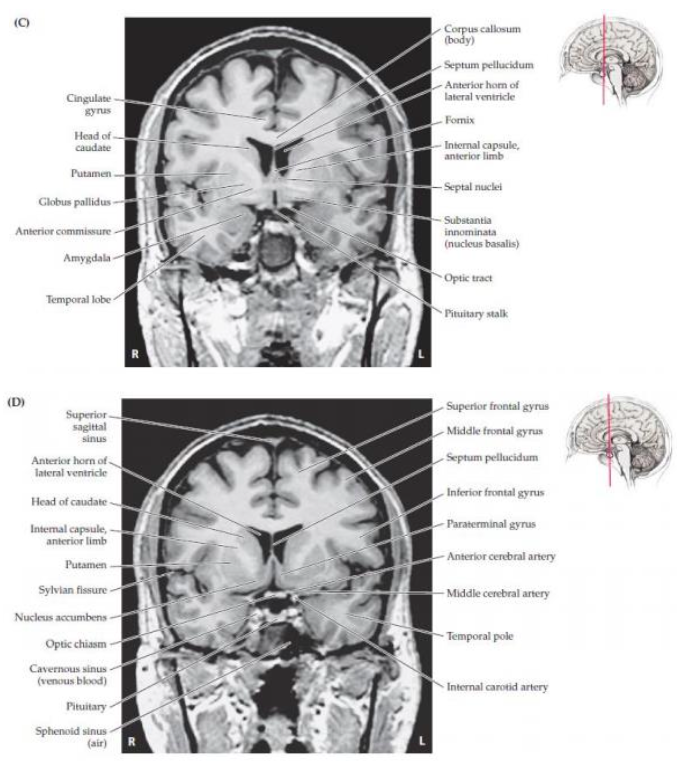 (C)
Cingulate
gyrus
Head of
caudate
Putamen
Globus pallidus
Anterior commissure
Amygdala
Temporal lobe
Corpus callosum
(body)
Septum pellucidum
Anterior horn of
lateral ventricle
Fornix
Internal capsule,
anterior limb
Septal nuclei
Substantia
innominata
(nucleus basalis)
Optic tract
Pituitary stalk
R
L
(D)
Superior
sagittal
sinus
Anterior horn of
lateral ventricle
Head of caudate
Internal capsule,
anterior limb
Putamen
Sylvian fissure
Nucleus accumbens
Optic chiasm
Cavernous sinus
(venous blood)
Pituitary
Sphenoid sinus
(air)
Superior frontal gyrus
Middle frontal gyrus
Septum pellucidum
Inferior frontal gyrus
Paraterminal gyrus
Anterior cerebral artery
Middle cerebral artery
Temporal pole
Internal carotid artery
R
L